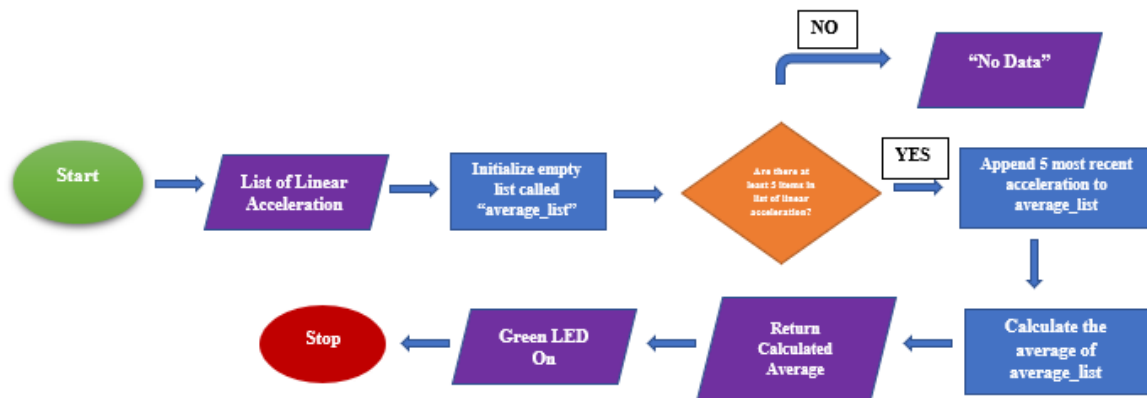 NO
“No Data”
Start
List of Linear
Acceleration
Initialize empty
list called
“average_list”
Are there at
least 5 items in
list of linear
acceleration?
YES
Append 5 most recent
acceleration to
average_list
Stop
Green LED
On
Return
Calculated
Average
Calculate the
average of
average_list